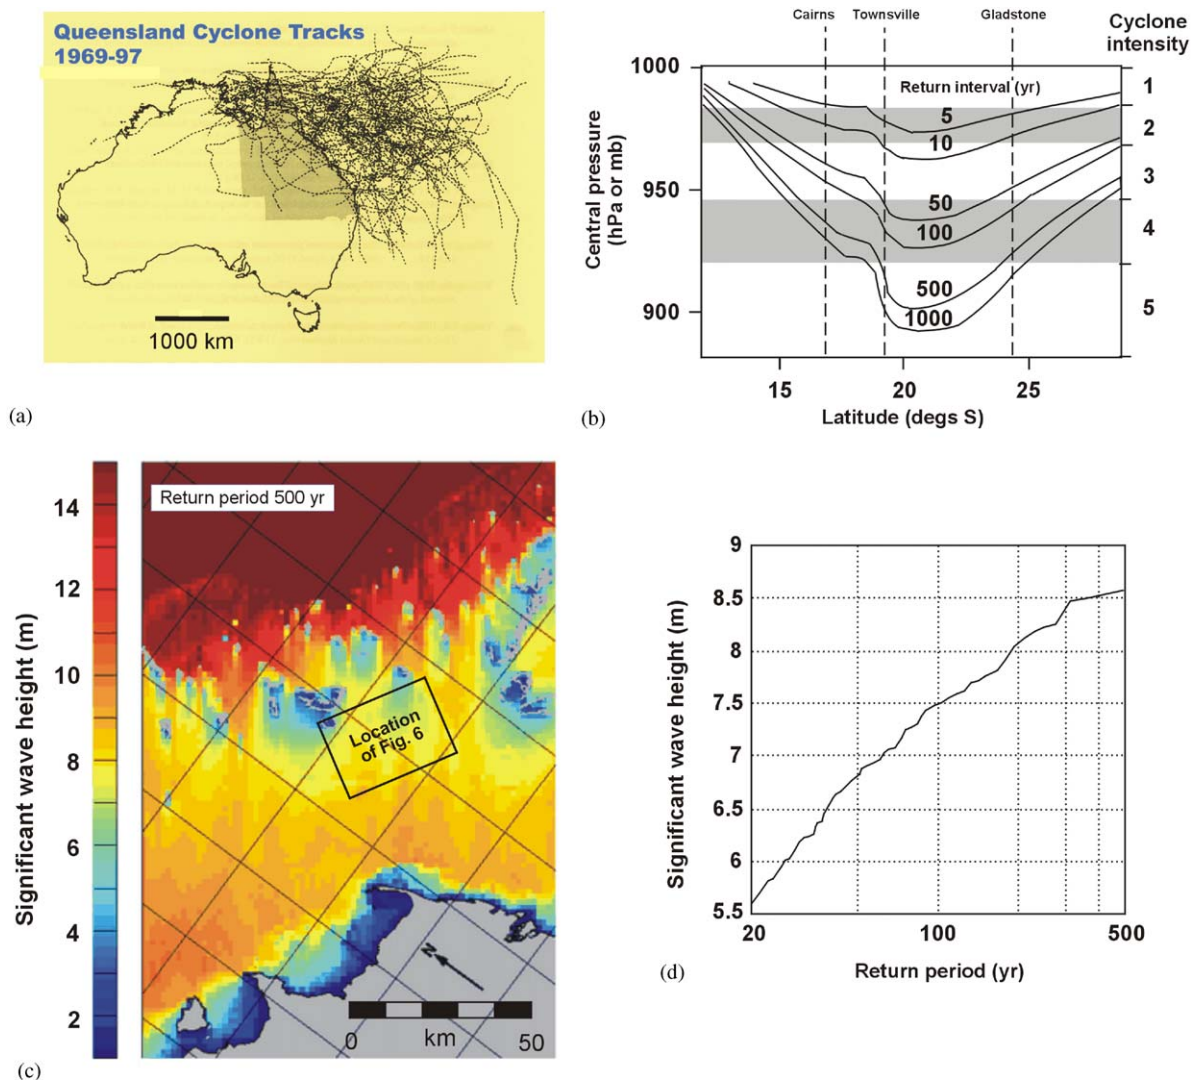 Queensland Cyclone Tracks
1969-97
1000 km
(a)
Cairns Townsville Gladstone
Cyclone
intensity
1000
950
900
Central pressure
(hPa or mb)
Return interval (yr)
5
10
50
100
500
1000
1
2
3
4
5
15 20 25
Latitude (degs S)
(b)
Return period 500 yr
14
12
10
8
6
4
2
Significant wave height (m)
Location
of Fig. 6
N
0 km 50
(c)
9
8.5
8
7.5
7
6.5
6
5.5
Significant wave height (m)
20 100 500
Return period (yr)
(d)